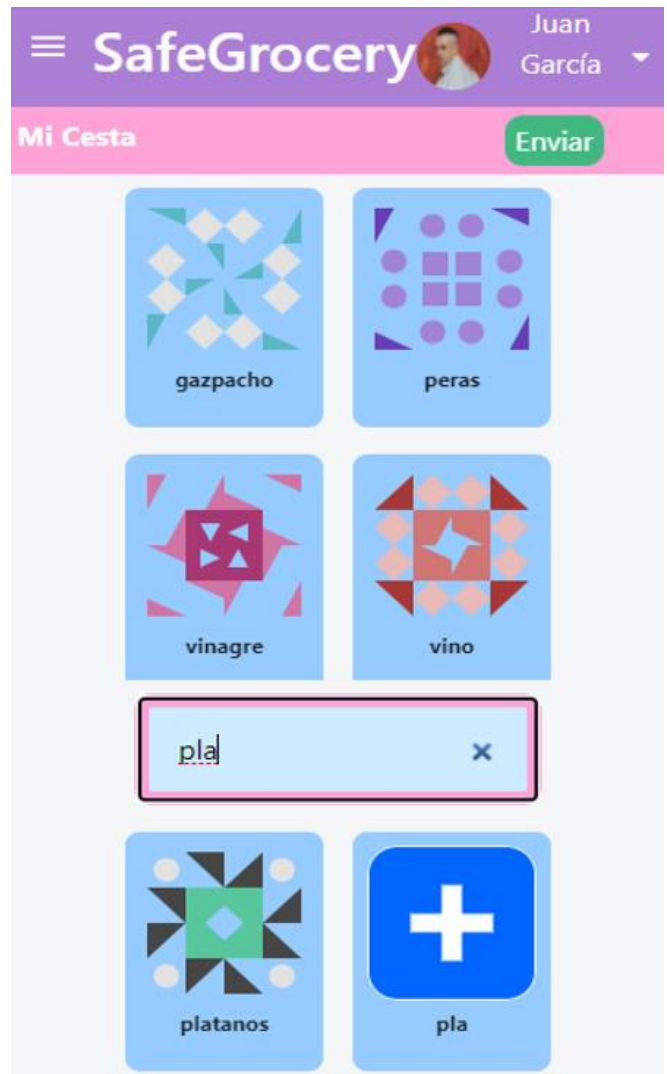 SafeGrocery
Juan
García
Mi Cesta
Enviar
gazpacho
peras
vinagre
vino
pla
platanos
pla